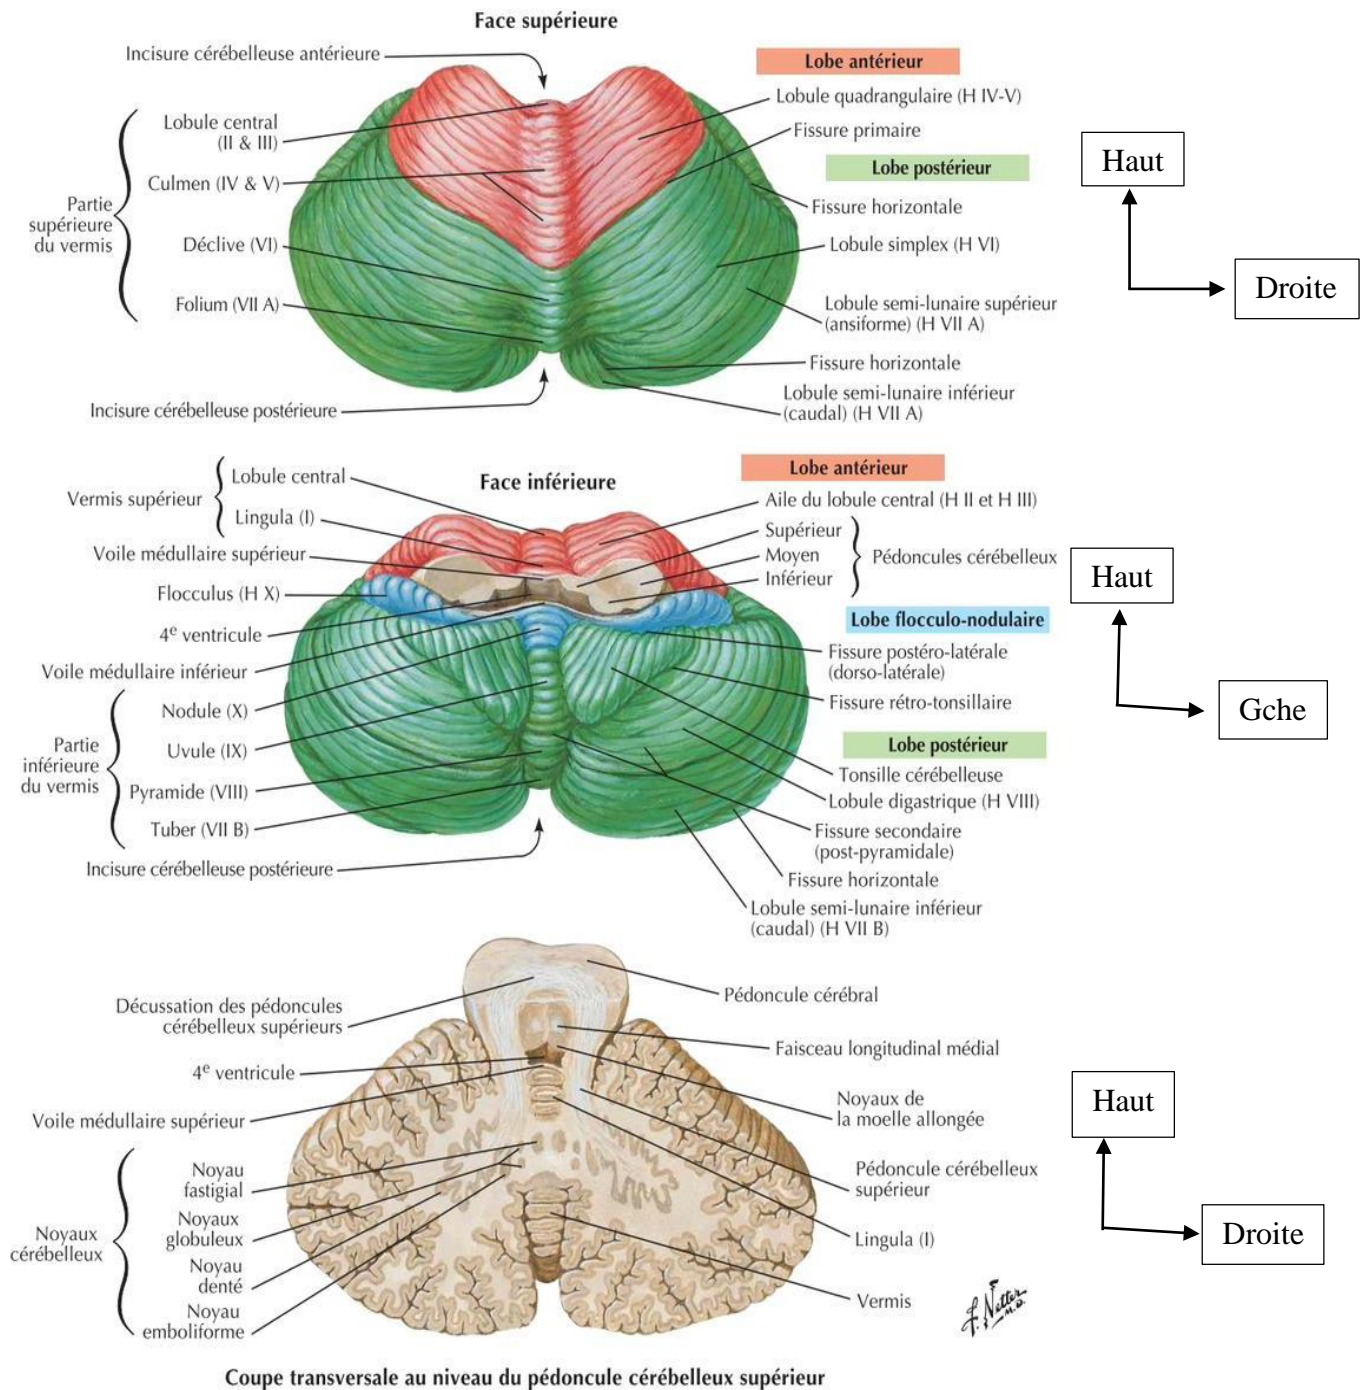 Face supérieure
Incisure cérébelleuse antérieure
Lobe antérieur
Lobule quadrangulaire (H IV-V)
Lobule central
(II & III)
Fissure primaire
Haut
Lobe postérieur
Culmen (IV & V)
Partie
supérieure
du vermis
Fissure horizontale
Déclive (VI)
Lobule simplex (H VI)
Droite
Folium (VII A)
Lobule semi-lunaire supérieur
(ansiforme) (H VII A)
Fissure horizontale
Lobule semi-lunaire inférieur
(caudal) (H VII A)
Incisure cérébelleuse postérieure
Face inférieure
Lobe antérieur
Vermis supérieur
Lobule central
Lingula (I)
Aile du lobule central (H II et H III)
Supérieur
Moyen
Inférieur
Pédoncules cérébelleux
Voile médullaire supérieur
Haut
Flocculus (H X)
Lobe flocculo-nodulaire
4e ventricule
Fissure postéro-latérale
(dorso-latérale)
Voile médullaire inférieur
Fissure rétro-tonsillaire
Gche
Partie
inférieure
du vermis
Nodule (X)
Uvule (IX)
Pyramide (VIII)
Tuber (VII B)
Lobe postérieur
Tonsille cérébelleuse
Lobule digastrique (H VIII)
Fissure secondaire
(post-pyramidale)
Incisure cérébelleuse postérieure
Fissure horizontale
Lobule semi-lunaire inférieur
(caudal) (H VII B)
Décussation des pédoncules
cérébelleux supérieurs
Pédoncule cérébral
Faisceau longitudinal médial
4e ventricule
Haut
Voile médullaire supérieur
Noyaux de
la moelle allongée
Noyaux
cérébelleux
Noyau
fastigial
Noyaux
globuleux
Noyau
denté
Noyau
emboliforme
Pédoncule cérébelleux
supérieur
Droite
Lingula (I)
Vermis
F. Netter
M.D.
Coupe transversale au niveau du pédoncule cérébelleux supérieur